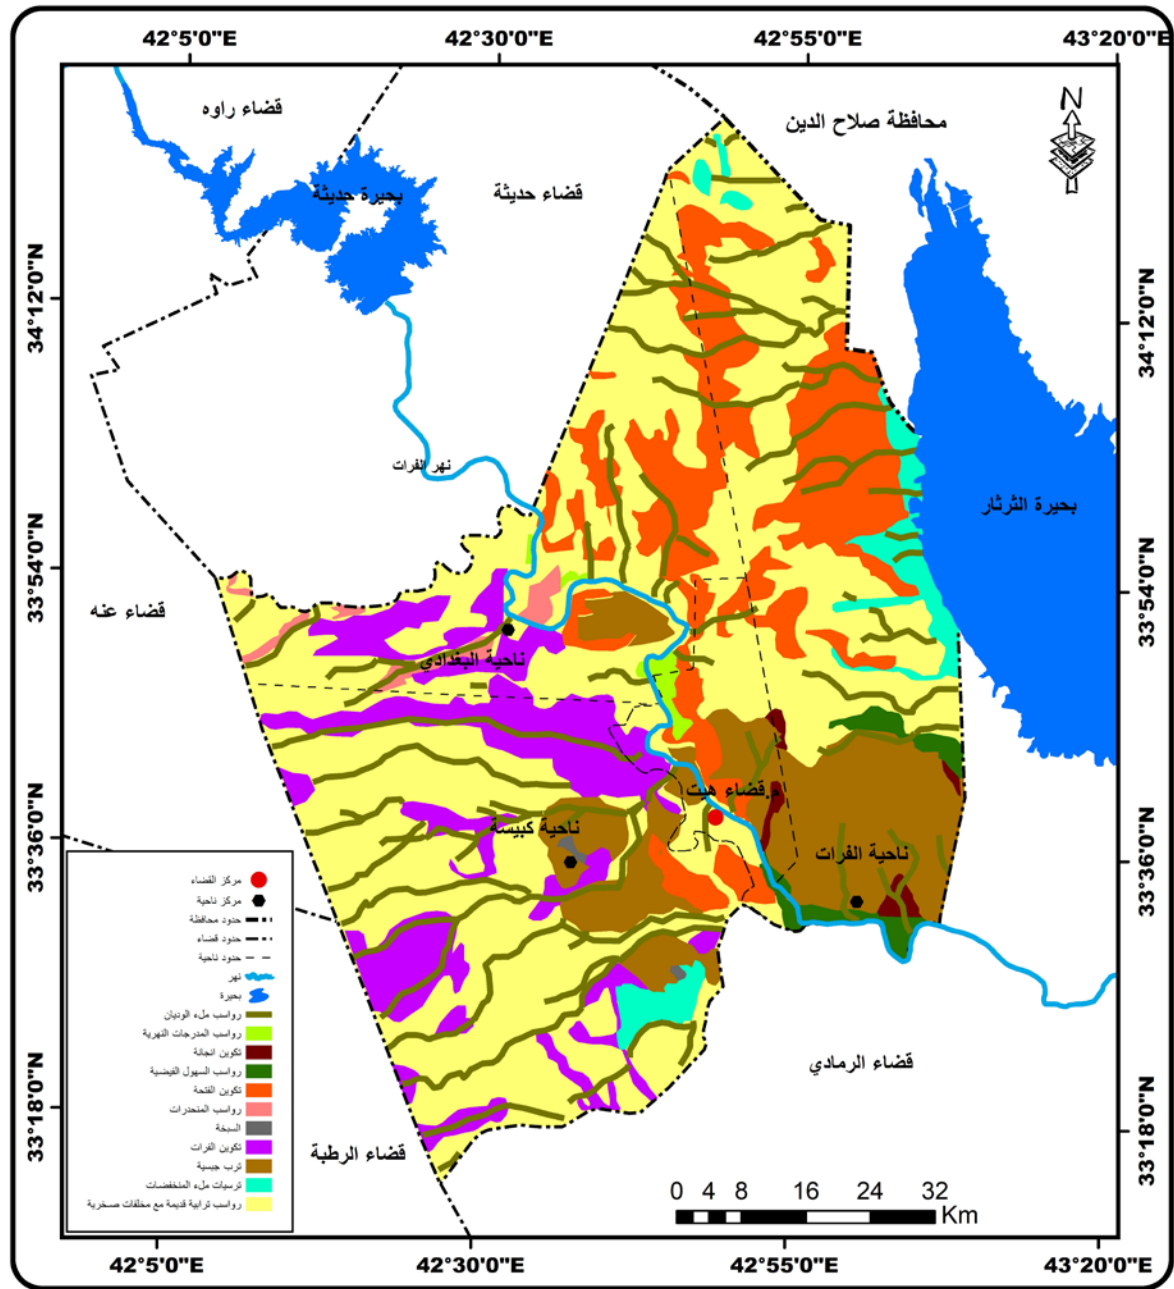 42°5'0"E
42°30'0"E
42°55'0"E
43°20'0"E
قضاء راوه
محافظة صلاح الدين
N
بحيرة حديثة
قضاء حديثة
34°12'0"N
34°12'0"N
نهر الفرات
بحيرة الثرثار
33°54'0"N
33°54'0"N
قضاء عنه
ناحية البغدادي
م.قضاء هيت
ناحية كبيسة
ناحية الفرات
33°36'0"N
33°36'0"N
مركز القضاء
مركز ناحية
حدود محافظة
حدود قضاء
حدود ناحية
نهر
بحيرة
رواسب ملء الوديان
رواسب المدرجات النهرية
تكوين انجانة
رواسب السهول الفيضية
تكوين الفتحة
رواسب المنحدرات
السبخة
تكوين الفرات
ترب جبسية
ترسبات ملء المنخفضات
رواسب ترابية قديمة مع مخلفات صخرية
قضاء الرمادي
33°18'0"N
33°18'0"N
قضاء الرطبة
0 4 8 16 24 32
Km
42°5'0"E
42°30'0"E
42°55'0"E
43°20'0"E